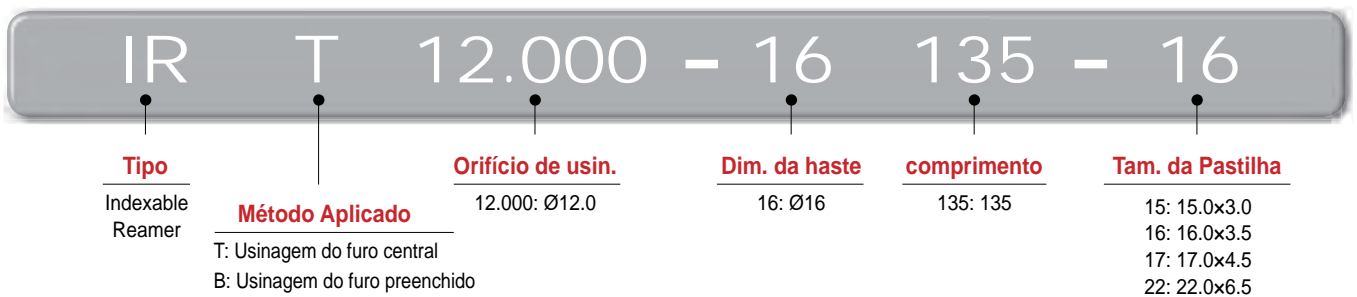 IR T 12.000 – 16 135 – 16
Tipo
Indexable
Reamer
Método Aplicado
T: Usinagem do furo central
B: Usinagem do furo preenchido
Orifício de usin.
12.000: Ø12.0
Dim. da haste
16: Ø16
comprimento
135: 135
Tam. da Pastilha
15: 15.0×3.0
16: 16.0×3.5
17: 17.0×4.5
22: 22.0×6.5